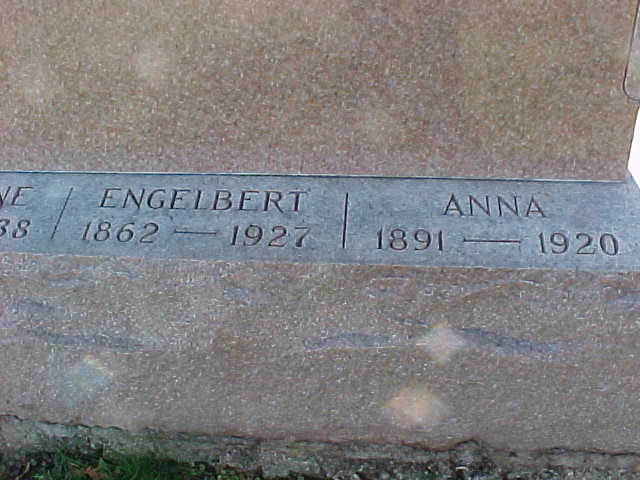 NE ENGELBERT ANNA
38 1862 — 1927 1891 — 1920